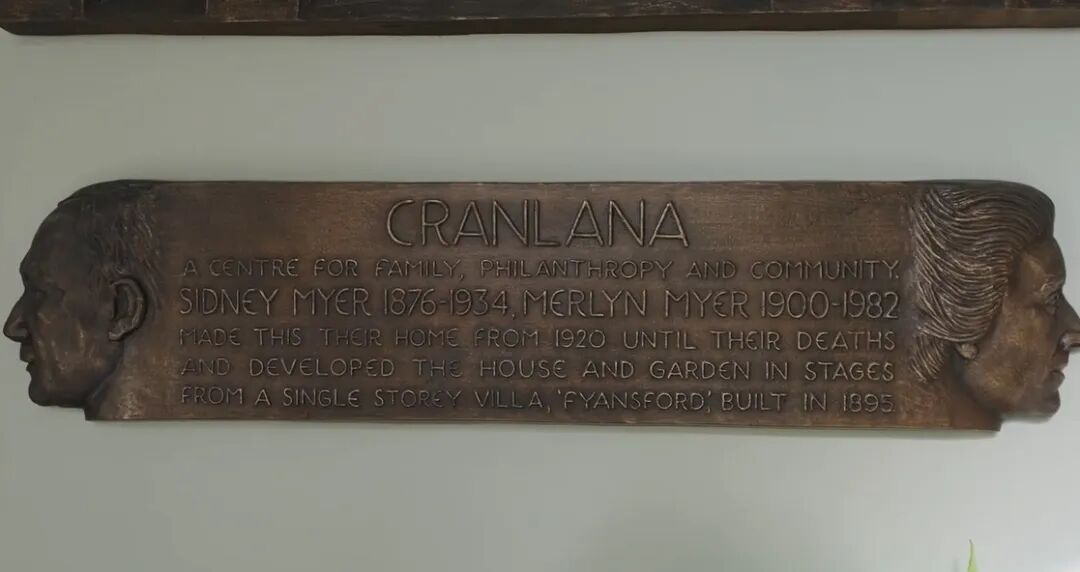 CRANLANA
A CENTRE FOR FAMILY, PHILANTHROPY AND COMMUNITY.
SIDNEY MYER 1876-1934, MERLYN MYER 1900-1982
MADE THIS THEIR HOME FROM 1920 UNTIL THEIR DEATHS
AND DEVELOPED THE HOUSE AND GARDEN IN STAGES
FROM A SINGLE STOREY VILLA, 'FYANSFORD', BUILT IN 1895.